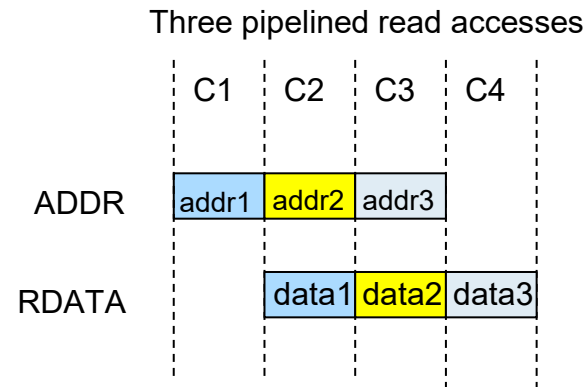 Three pipelined read accesses
C1 C2 C3 C4
ADDR addr1 addr2 addr3
RDATA data1 data2 data3